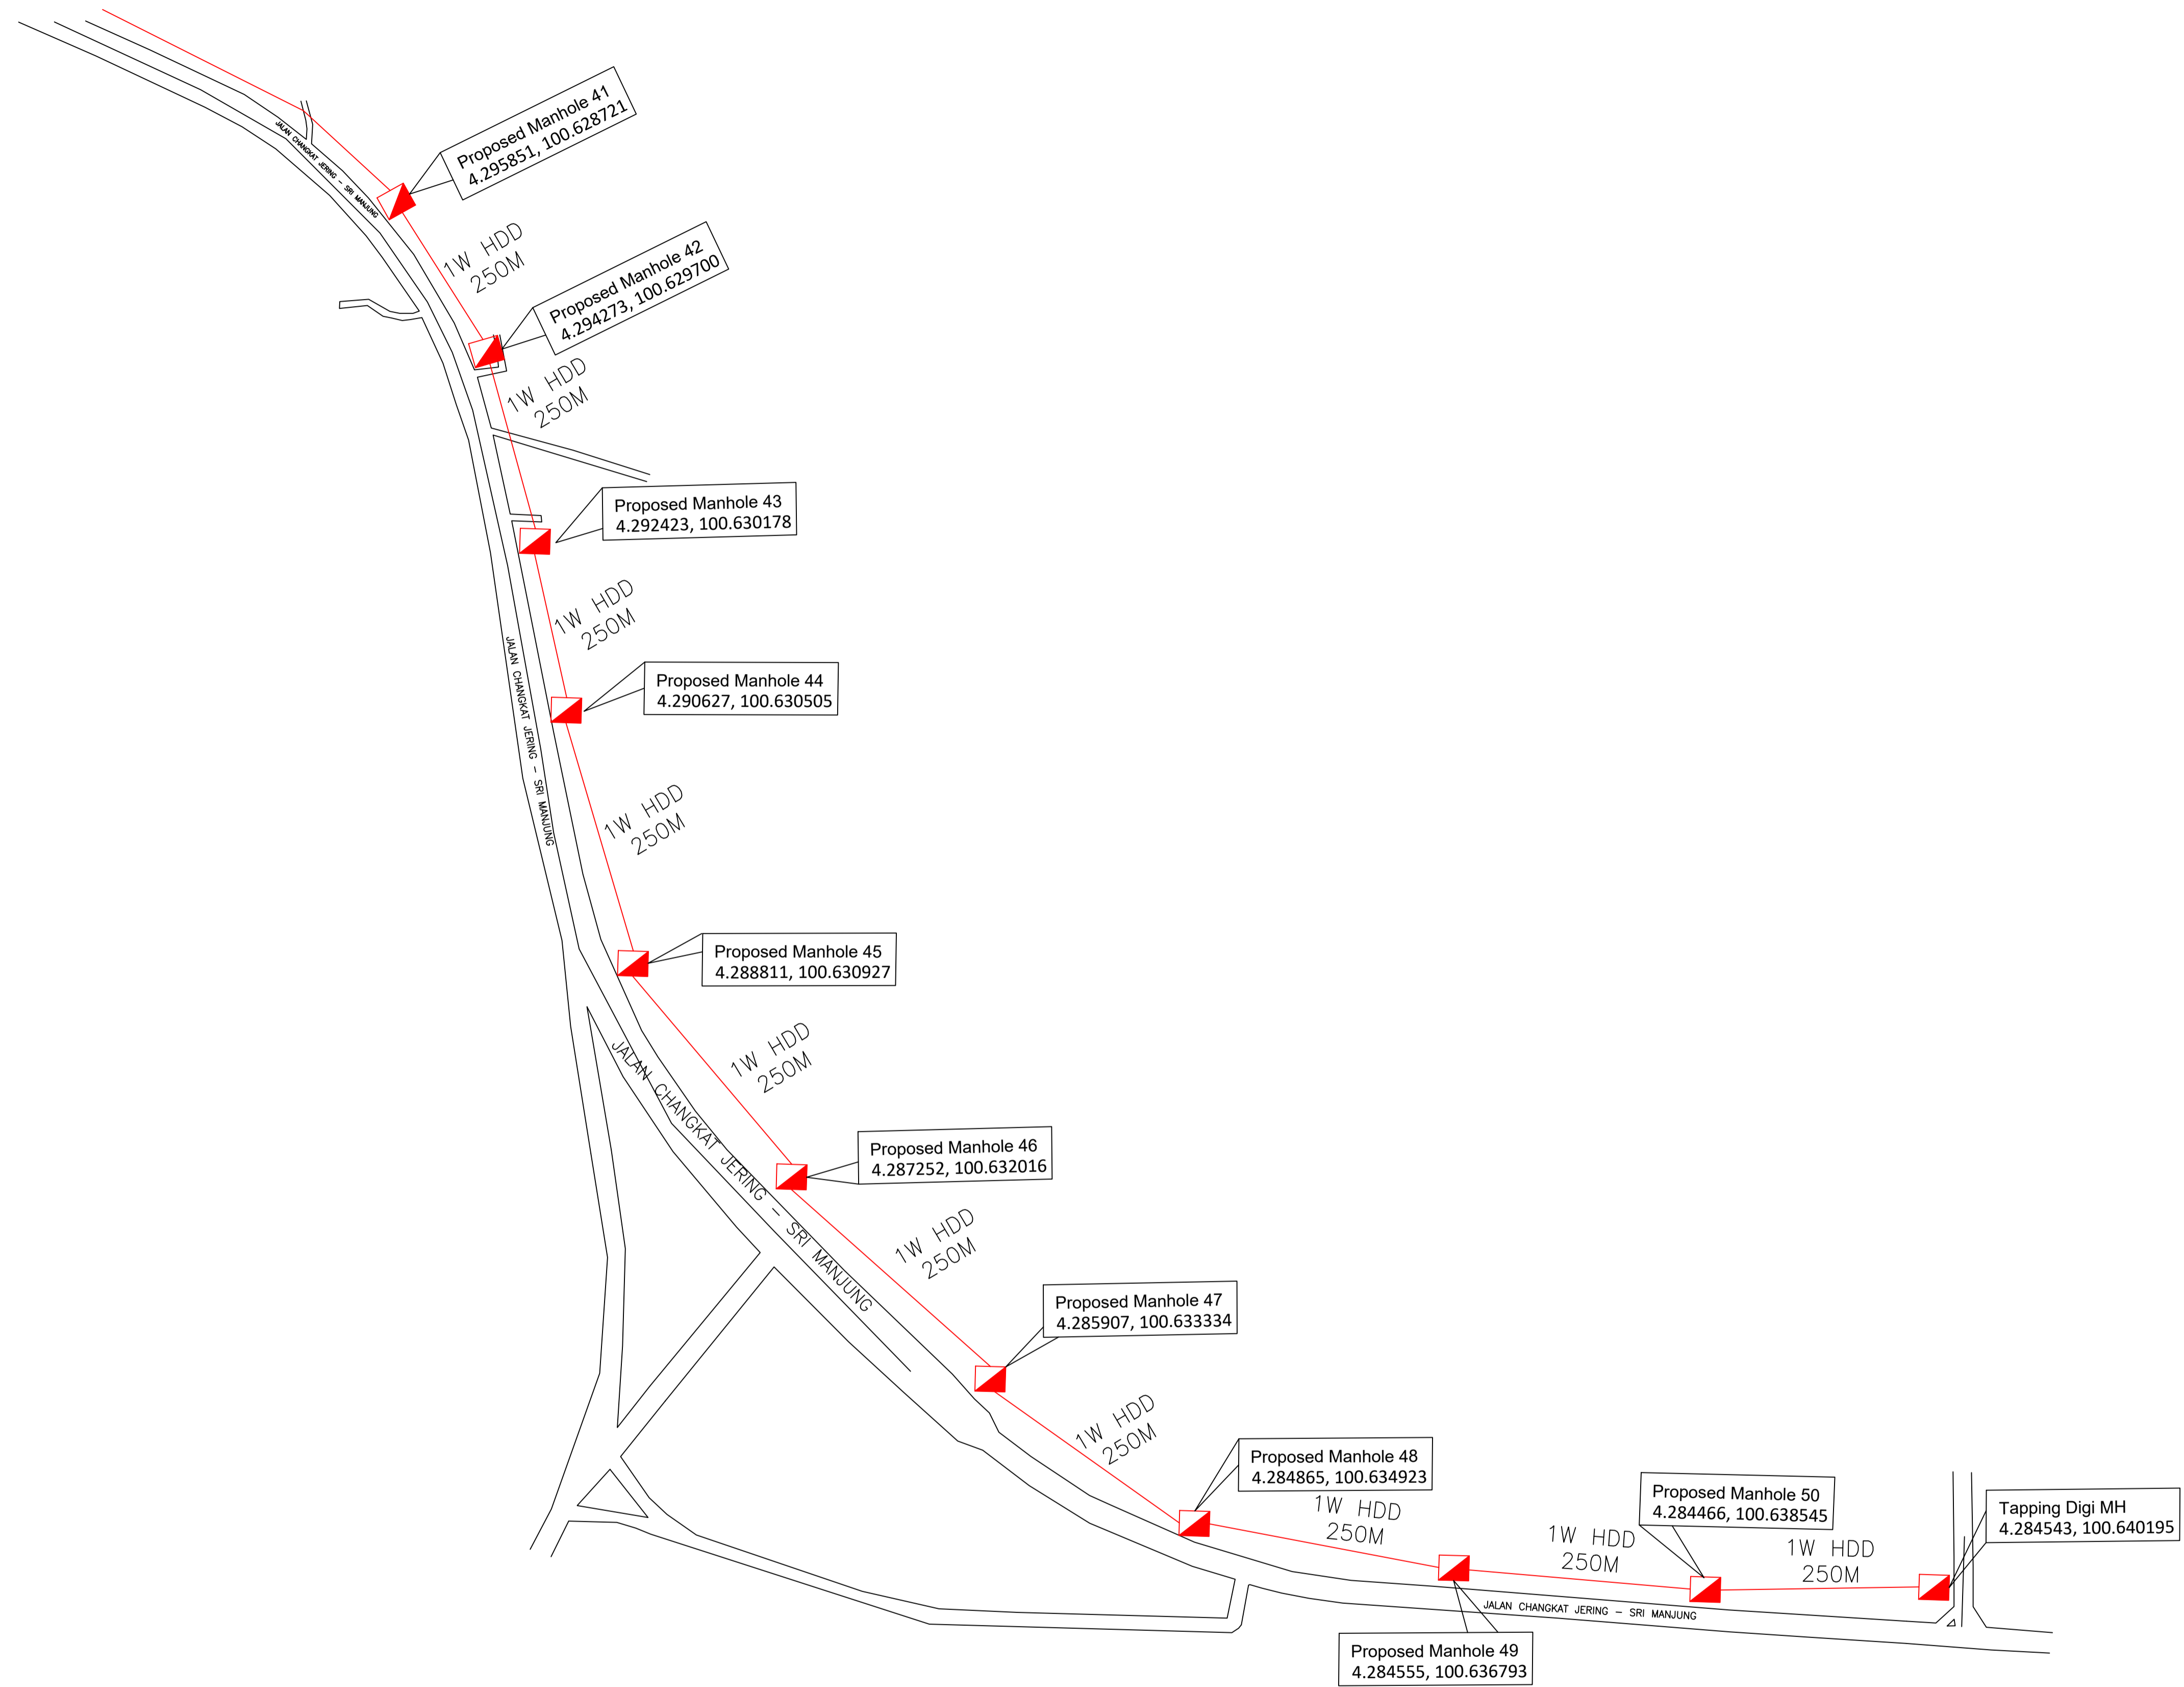 Proposed Manhole 41
4.295851, 100.628721
JALAN CHANGKAT JERING - SRI MANJUNG
1W HDD
250M
Proposed Manhole 42
4.294273, 100.629700
1W HDD
250M
Proposed Manhole 43
4.292423, 100.630178
1W HDD
250M
JALAN CHANGKAT JERING - SRI MANJUNG
Proposed Manhole 44
4.290627, 100.630505
1W HDD
250M
Proposed Manhole 45
4.288811, 100.630927
1W HDD
250M
JALAN CHANGKAT JERING - SRI MANJUNG
Proposed Manhole 46
4.287252, 100.632016
1W HDD
250M
Proposed Manhole 47
4.285907, 100.633334
1W HDD
250M
Proposed Manhole 48
4.284865, 100.634923
1W HDD
250M
Proposed Manhole 50
4.284466, 100.638545
1W HDD
250M
Tapping Digi MH
4.284543, 100.640195
1W HDD
250M
JALAN CHANGKAT JERING - SRI MANJUNG
Proposed Manhole 49
4.284555, 100.636793